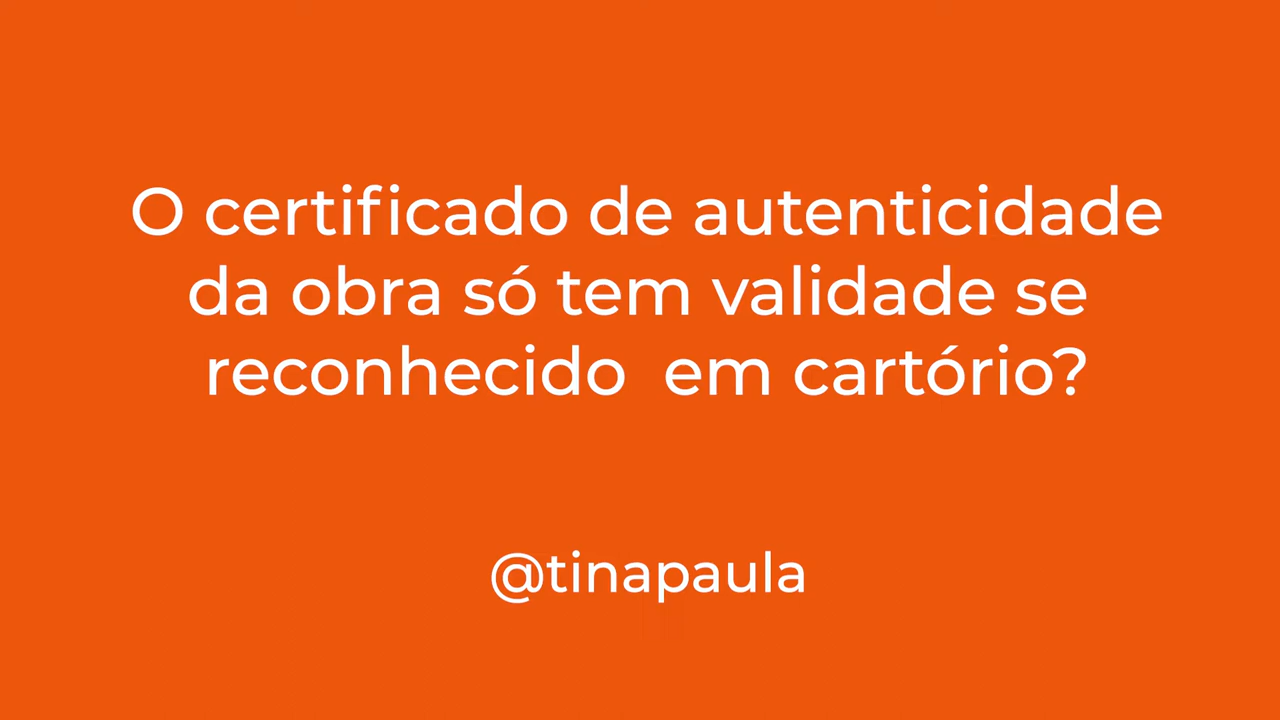 O certificado de autenticidade
da obra só tem validade se
reconhecido em cartório?
@tinapaula